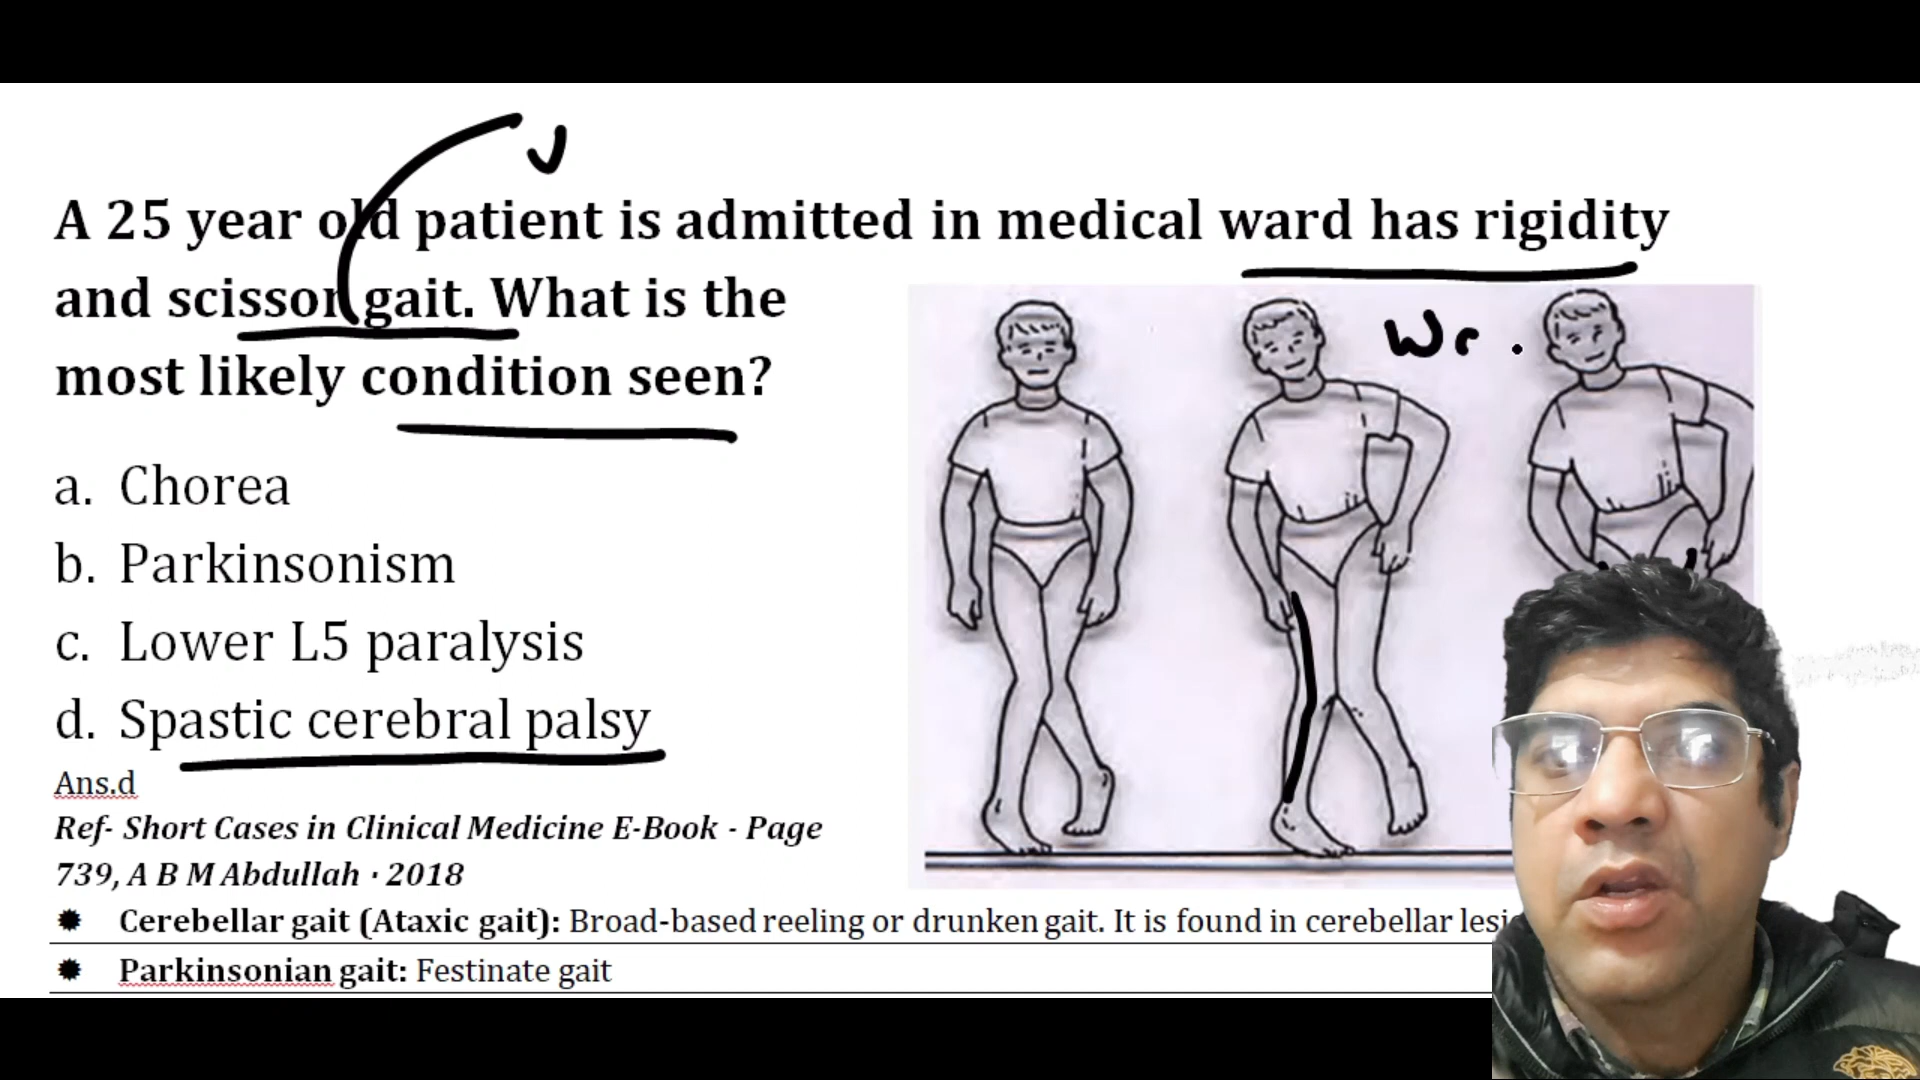 A 25 year old patient is admitted in medical ward has rigidity
and scissor gait. What is the
most likely condition seen?
a. Chorea
b. Parkinsonism
c. Lower L5 paralysis
d. Spastic cerebral palsy
Ans.d
Ref- Short Cases in Clinical Medicine E-Book - Page
739, A B M Abdullah · 2018
Cerebellar gait (Ataxic gait): Broad-based reeling or drunken gait. It is found in cerebellar lesi
Parkinsonian gait: Festinate gait